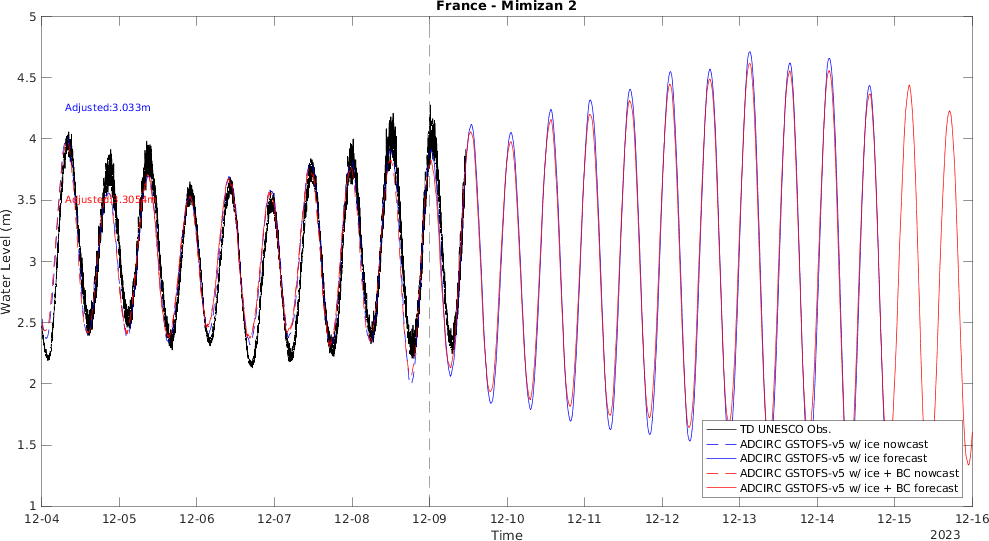 France - Mimizan 2
5
4.5
4
3.5
3
2.5
2
1.5
1
Water Level (m)
Adjusted:3.033m
Adjusted:3.3054m
TD UNESCO Obs.
ADCIRC GSTOFS-v5 w/ ice nowcast
ADCIRC GSTOFS-v5 w/ ice forecast
ADCIRC GSTOFS-v5 w/ ice + BC nowcast
ADCIRC GSTOFS-v5 w/ ice + BC forecast
12-04 12-05 12-06 12-07 12-08 12-09 12-10 12-11 12-12 12-13 12-14 12-15 12-16
Time
2023